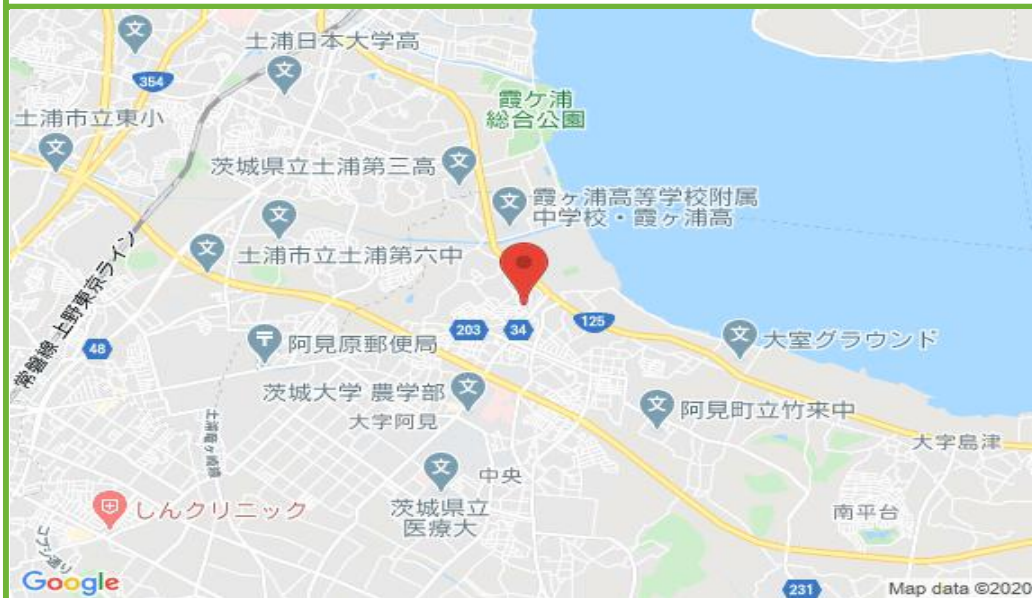 土浦日本大学高
354
霞ケ浦
総合公園
土浦市立東小
茨城県立土浦第三高
霞ヶ浦高等学校附属
中学校・霞ヶ浦高
土浦市立土浦第六中
常磐線 上野東京ライン
203
34
125
48
阿見原郵便局
大室グラウンド
茨城大学 農学部
大字阿見
阿見町立竹来中
土浦竜ヶ崎線
大字島津
中央
しんクリニック
茨城県立
医療大
南平台
Google
231
Map data ©2020